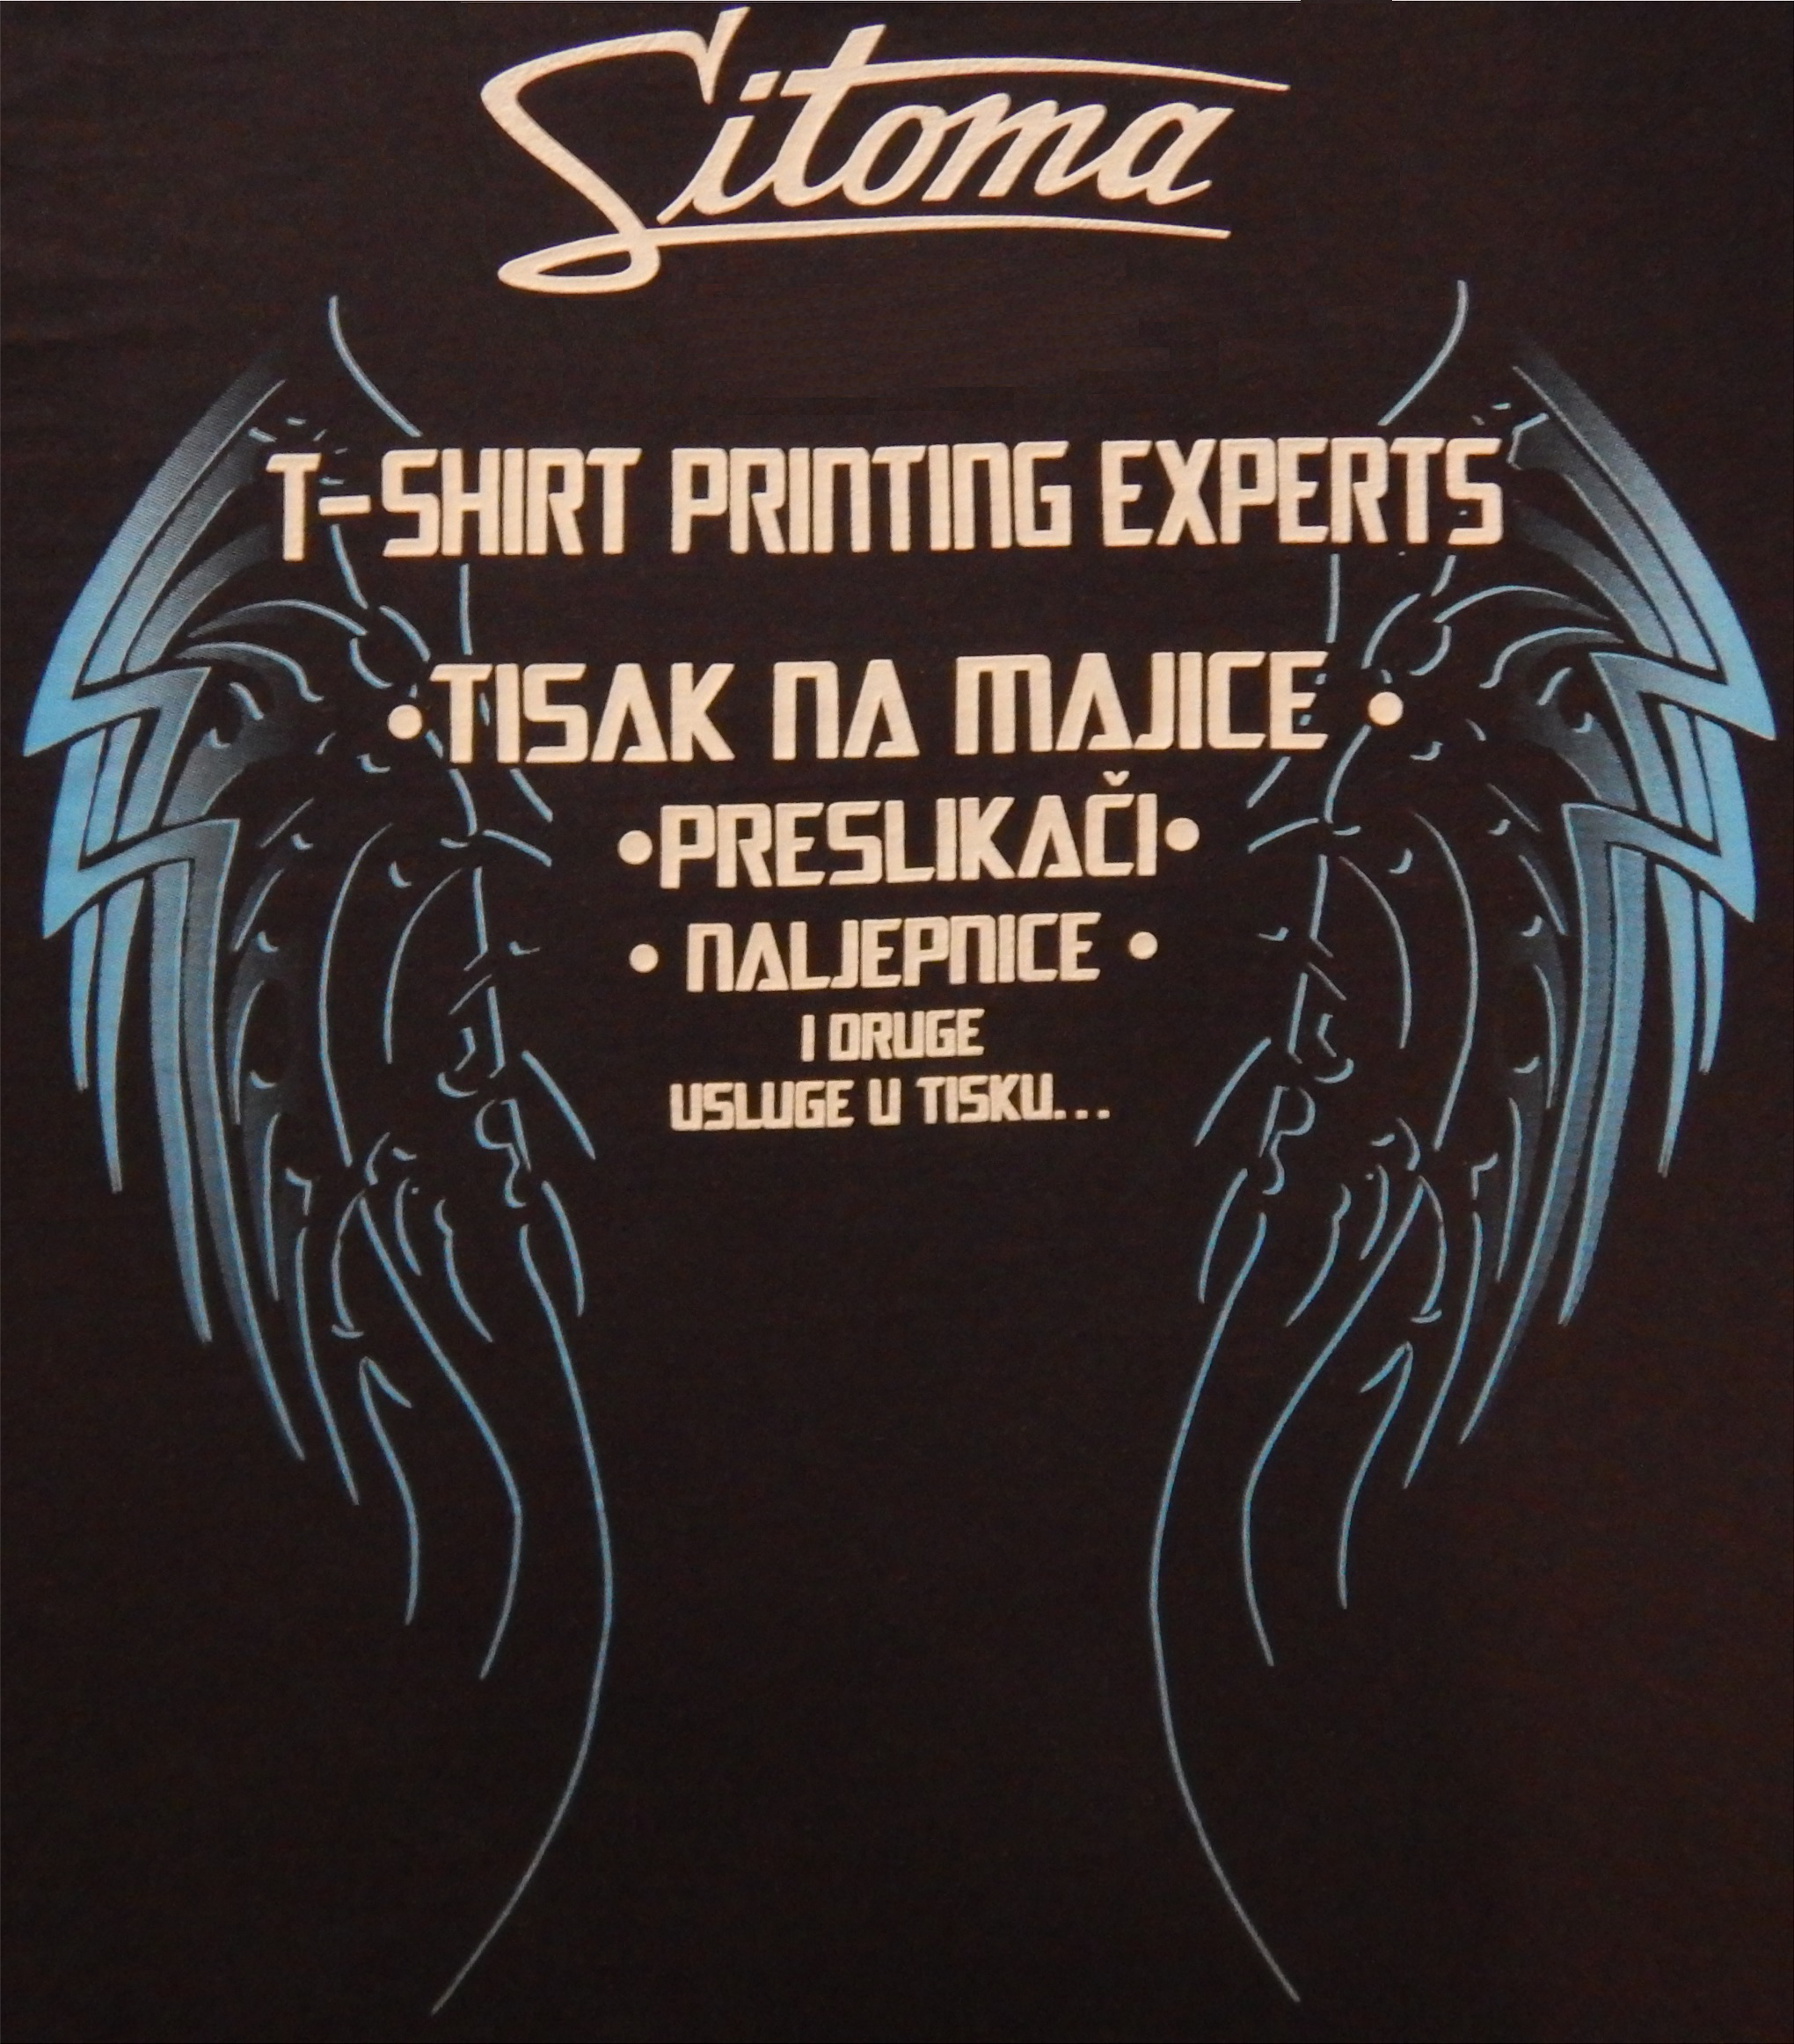 Sitoma
T-SHIRT PRINTING EXPERTS
•TISAK NA MAJICE •
•PRESLIKAČI•
• NALJEPNICE •
I DRUGE
USLUGE U TISKU...